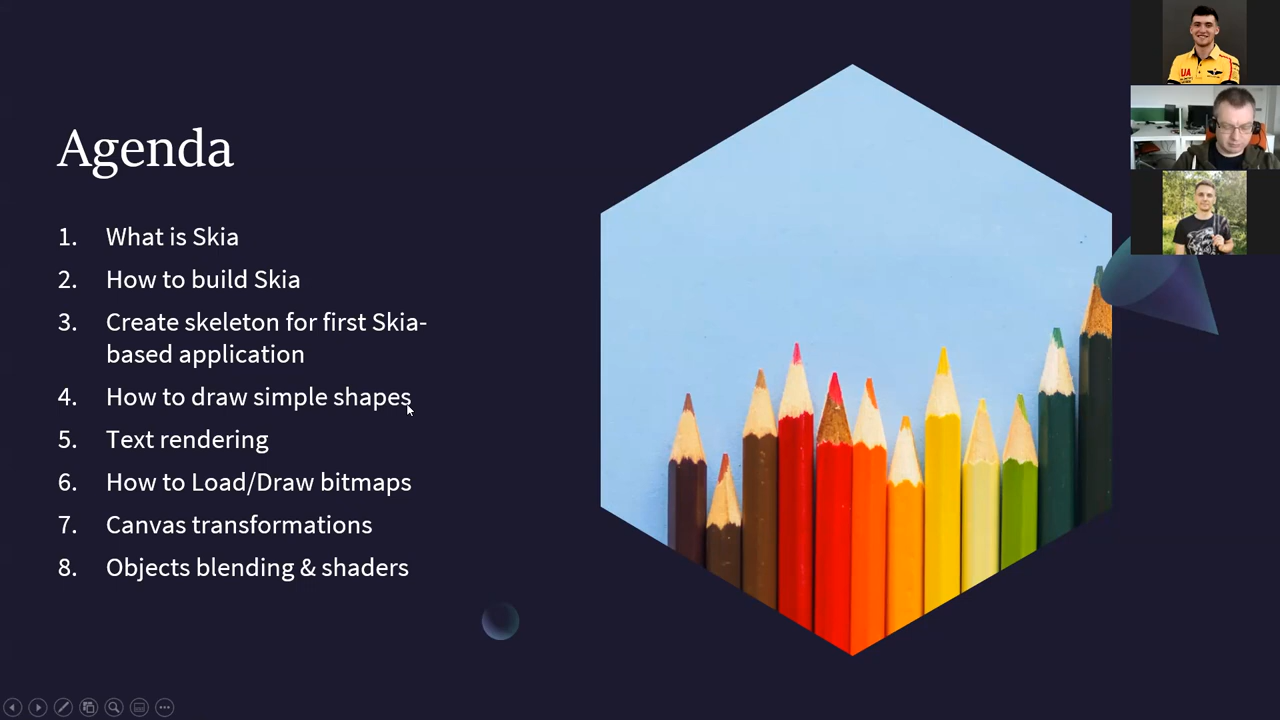 Agenda
1. What is Skia
2. How to build Skia
3. Create skeleton for first Skia-
based application
4. How to draw simple shapes
5. Text rendering
6. How to Load/Draw bitmaps
7. Canvas transformations
8. Objects blending & shaders
UA